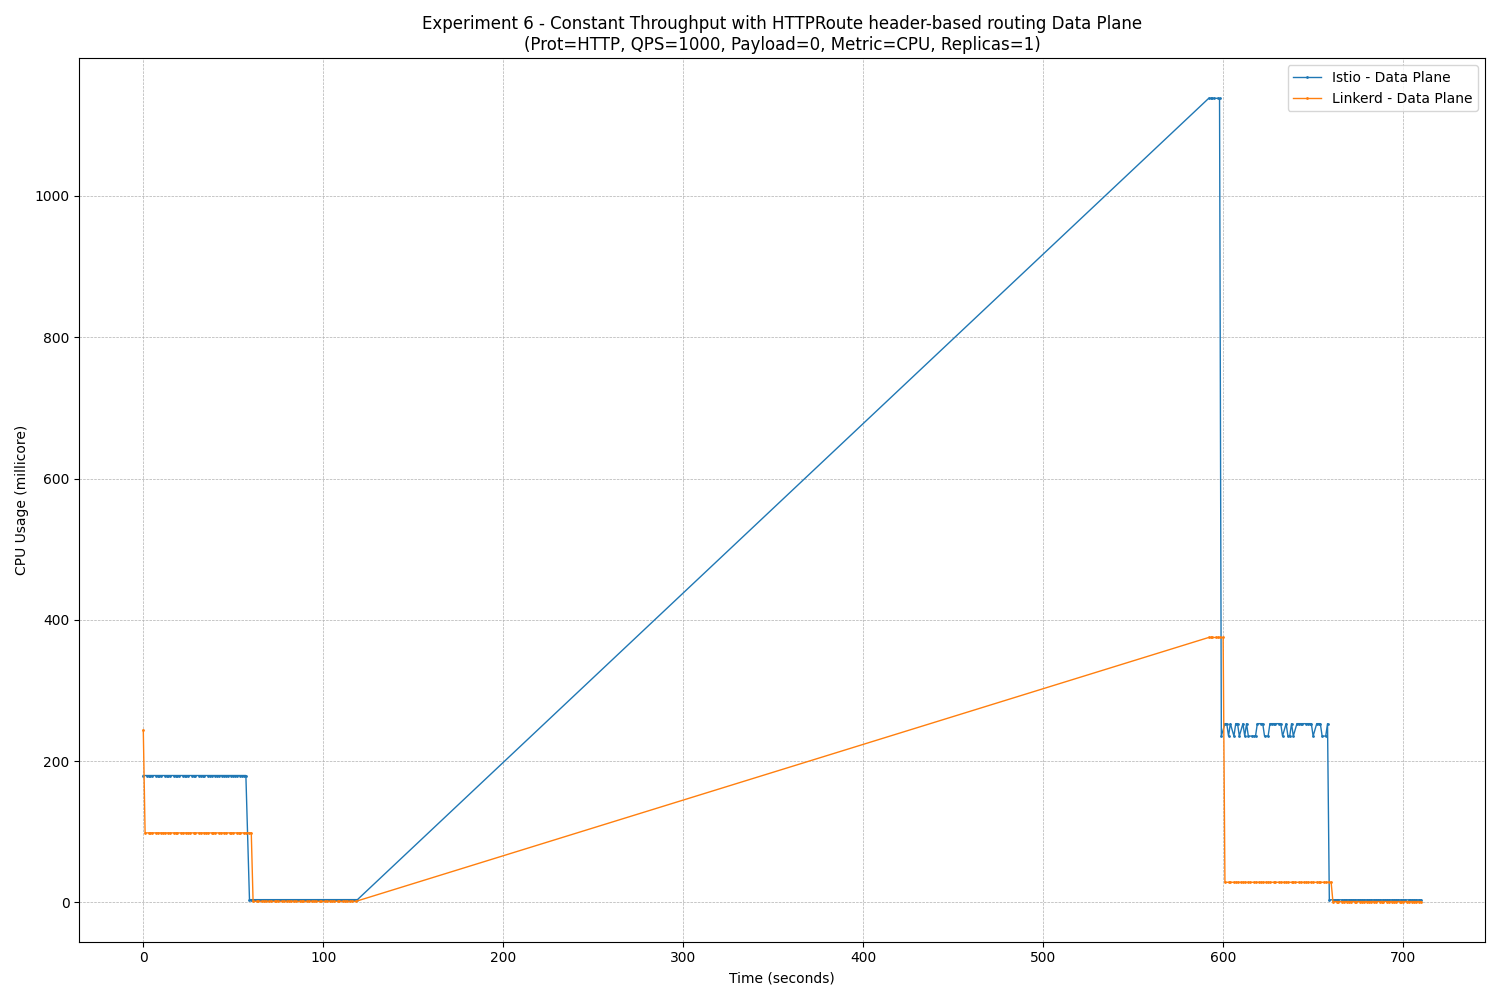 Experiment 6 - Constant Throughput with HTTPRoute header-based routing Data Plane
(Prot=HTTP, QPS=1000, Payload=0, Metric=CPU, Replicas=1)
Istio - Data Plane
Linkerd - Data Plane
CPU Usage (millicore)
1000
800
600
400
200
0
0 100 200 300 400 500 600 700
Time (seconds)